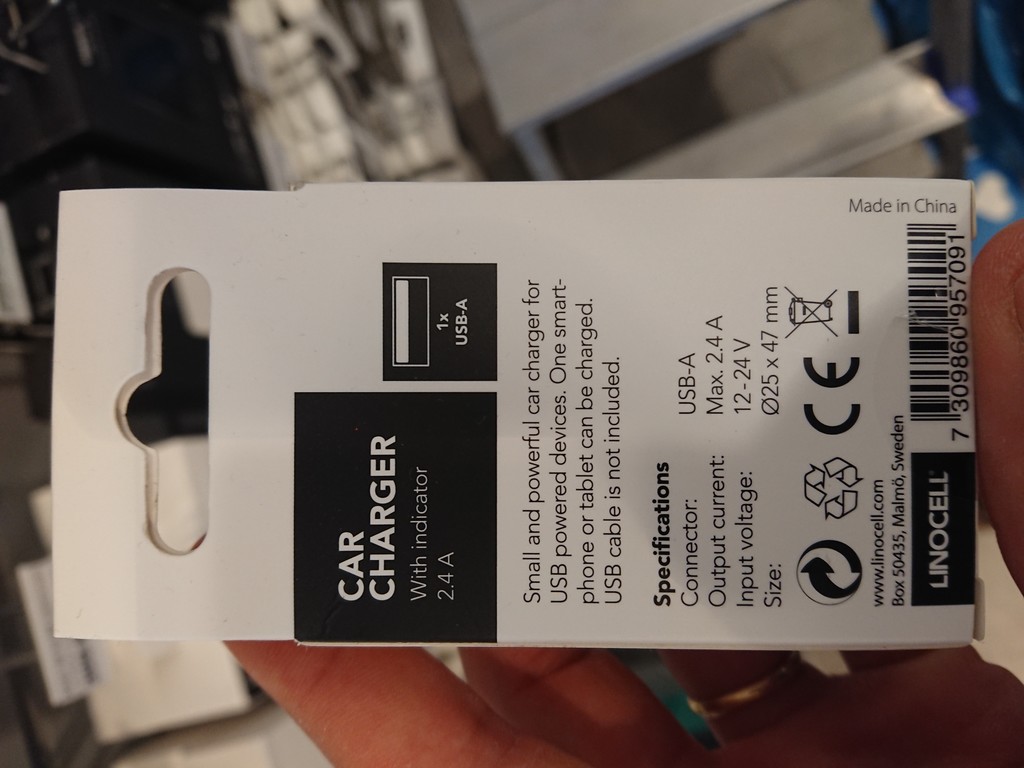 CAR
CHARGER
With indicator
2.4 A
1x
USB-A
Small and powerful car charger for
USB powered devices. One smart-
phone or tablet can be charged.
USB cable is not included.
Specifications
Connector: USB-A
Output current: Max. 2.4 A
Input voltage: 12 - 24 V
Size: Ø25 x 47 mm
CE
www.linocell.com
Box 50435, Malmö, Sweden
LINOCELL
7 309860 957091
Made in China